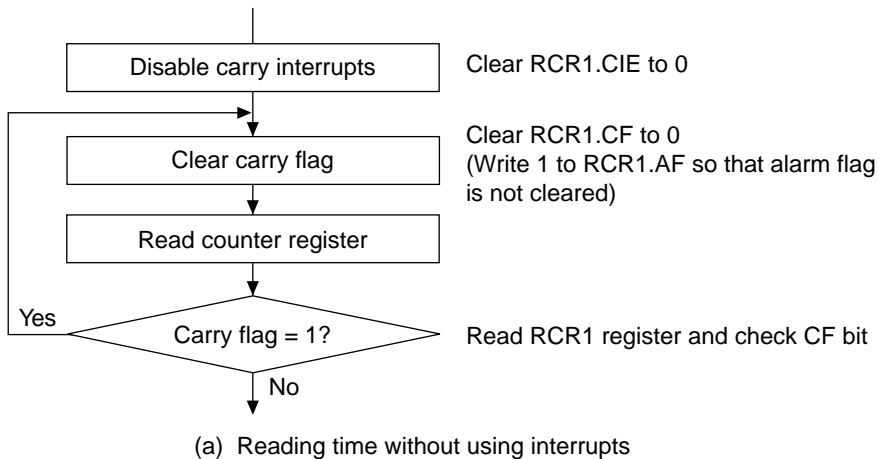 Disable carry interrupts
Clear RCR1.CIE to 0
Clear carry flag
Clear RCR1.CF to 0
(Write 1 to RCR1.AF so that alarm flag
is not cleared)
Read counter register
Yes
Carry flag = 1?
Read RCR1 register and check CF bit
No
(a) Reading time without using interrupts